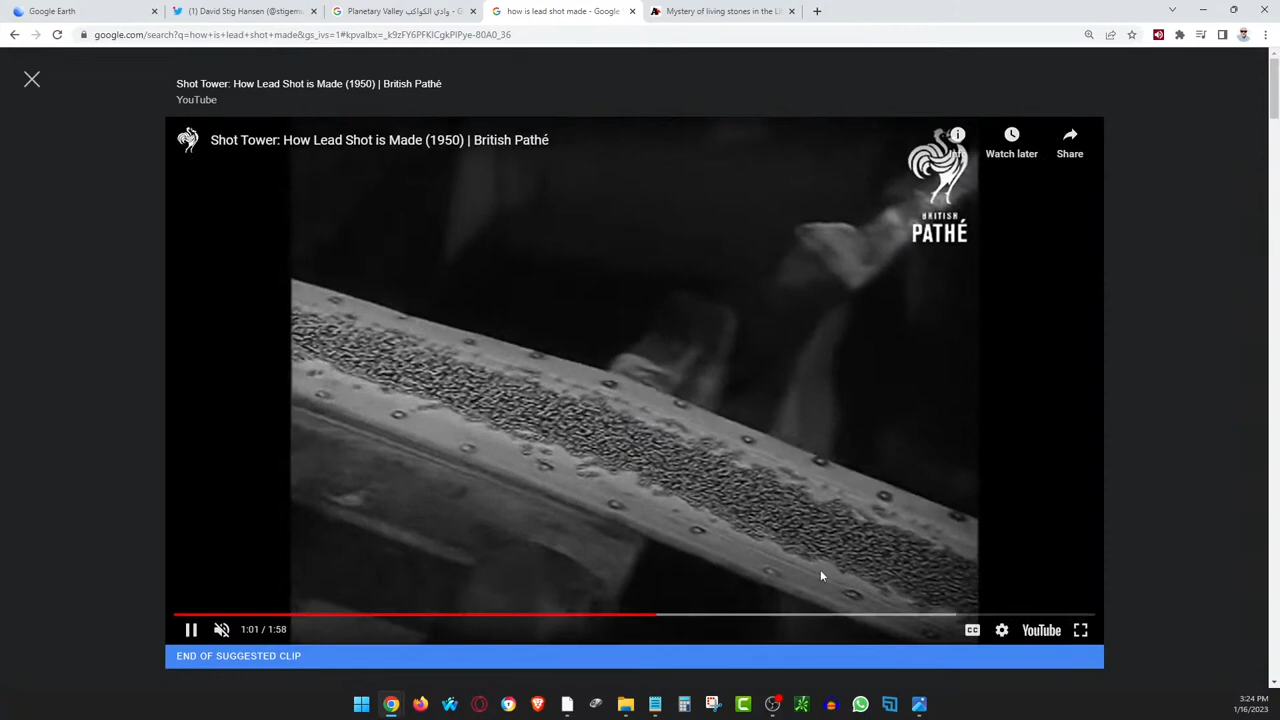 Google Earth
(1) David Stig Hansen (@stigemu
Planetary Valley وادي الكواكب - G
how is lead shot made - Google
Mystery of living stones in the Li
google.com/search?q=how+is+lead+shot+made&gs_ivs=1#kpvalbx=_k9zFY6PFKICgkPIPye-80A0_36
Shot Tower: How Lead Shot is Made (1950) | British Pathé
YouTube
Shot Tower: How Lead Shot is Made (1950) | British Pathé
Info
Watch later
Share
BRITISH
PATHÉ
1:01 / 1:58
CC
YouTube
END OF SUGGESTED CLIP
3:24 PM
1/16/2023